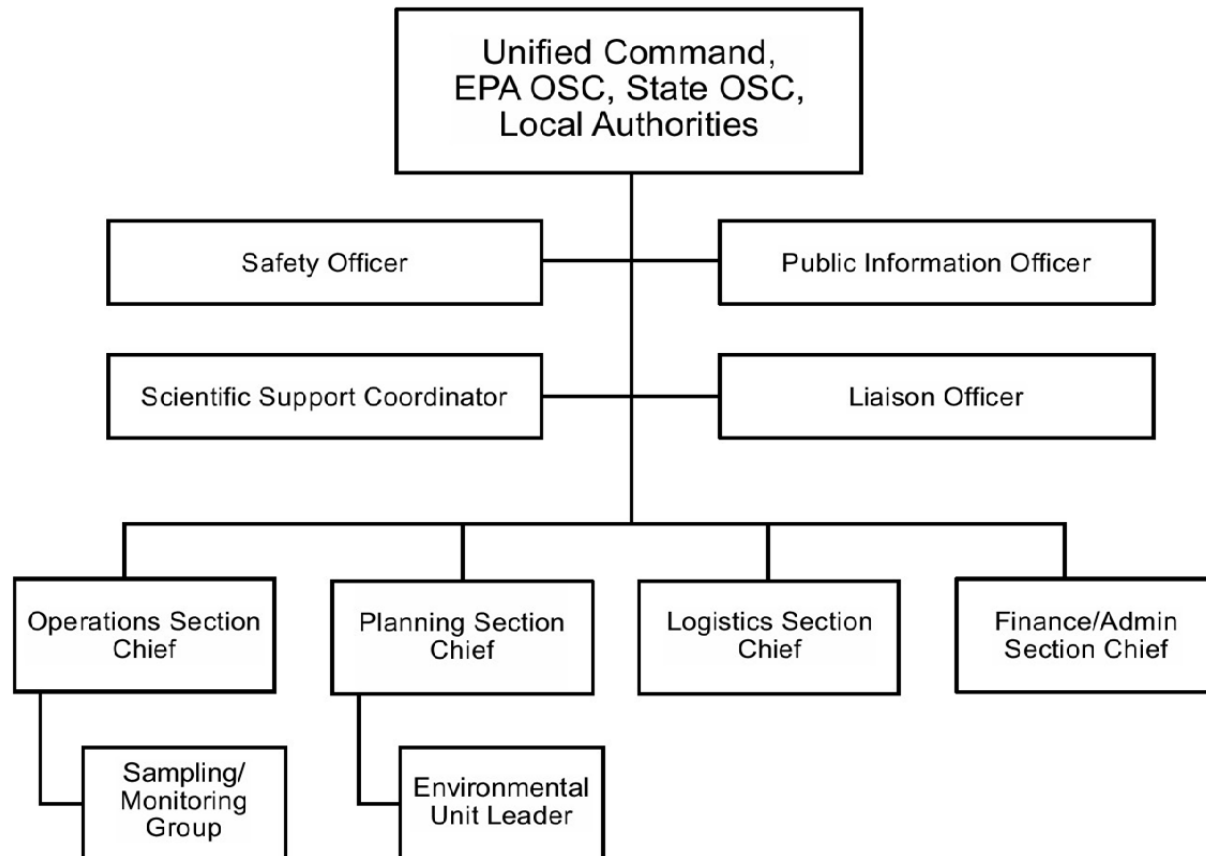 Unified Command,
EPA OSC, State OSC,
Local Authorities
Safety Officer
Public Information Officer
Scientific Support Coordinator
Liaison Officer
Operations Section
Chief
Planning Section
Chief
Logistics Section
Chief
Finance/Admin
Section Chief
Sampling/
Monitoring
Group
Environmental
Unit Leader